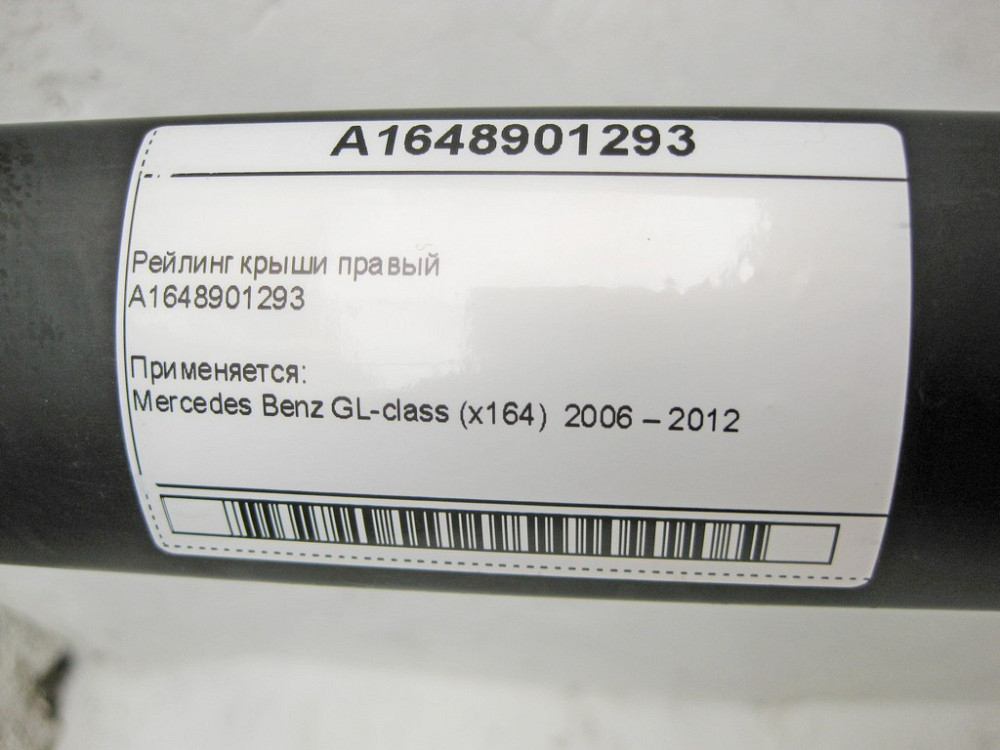 A1648901293
Рейлинг крыши правый
A1648901293
Применяется:
Mercedes Benz GL-class (x164) 2006 – 2012